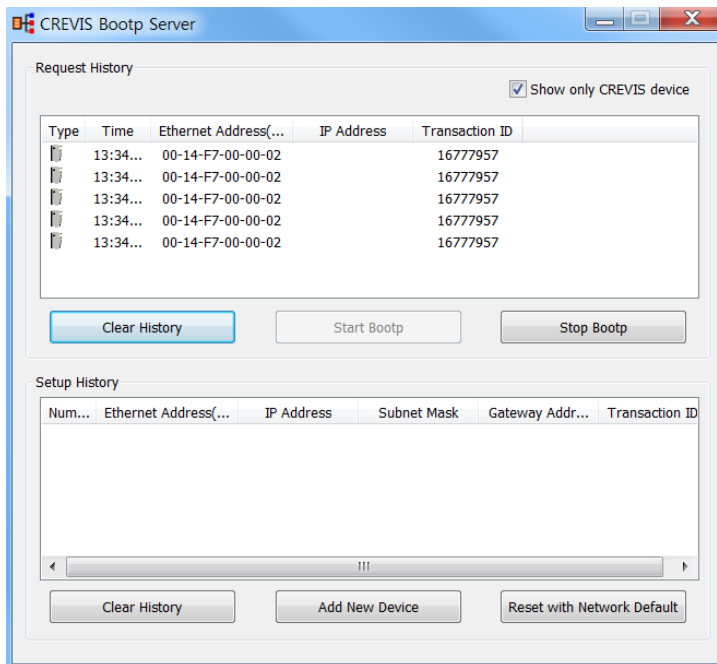 CREVIS Bootp Server
Request History
Show only CREVIS device
Type Time Ethernet Address(... IP Address Transaction ID
13:34... 00-14-F7-00-00-02 16777957
13:34... 00-14-F7-00-00-02 16777957
13:34... 00-14-F7-00-00-02 16777957
13:34... 00-14-F7-00-00-02 16777957
13:34... 00-14-F7-00-00-02 16777957
Clear History Start Bootp Stop Bootp
Setup History
Num... Ethernet Address(... IP Address Subnet Mask Gateway Addr... Transaction ID
Clear History Add New Device Reset with Network Default